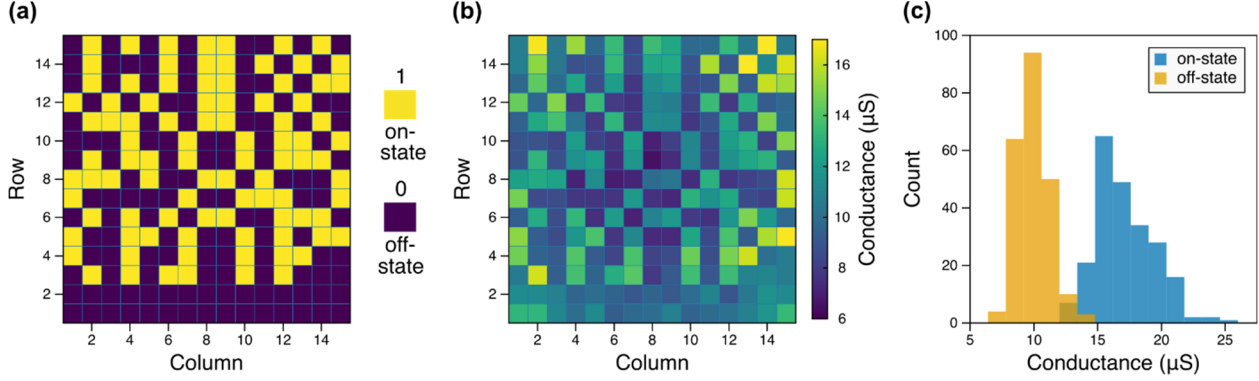 (a)
14
12
10
8
6
4
2
Row
2 4 6 8 10 12 14
Column
1
on-
state
0
off-
state
(b)
14
12
10
8
6
4
2
Row
2 4 6 8 10 12 14
Column
16
14
12
10
8
6
Conductance (μS)
(c)
100
80
60
40
20
0
Count
5 10 15 20 25
Conductance (μS)
on-state
off-state